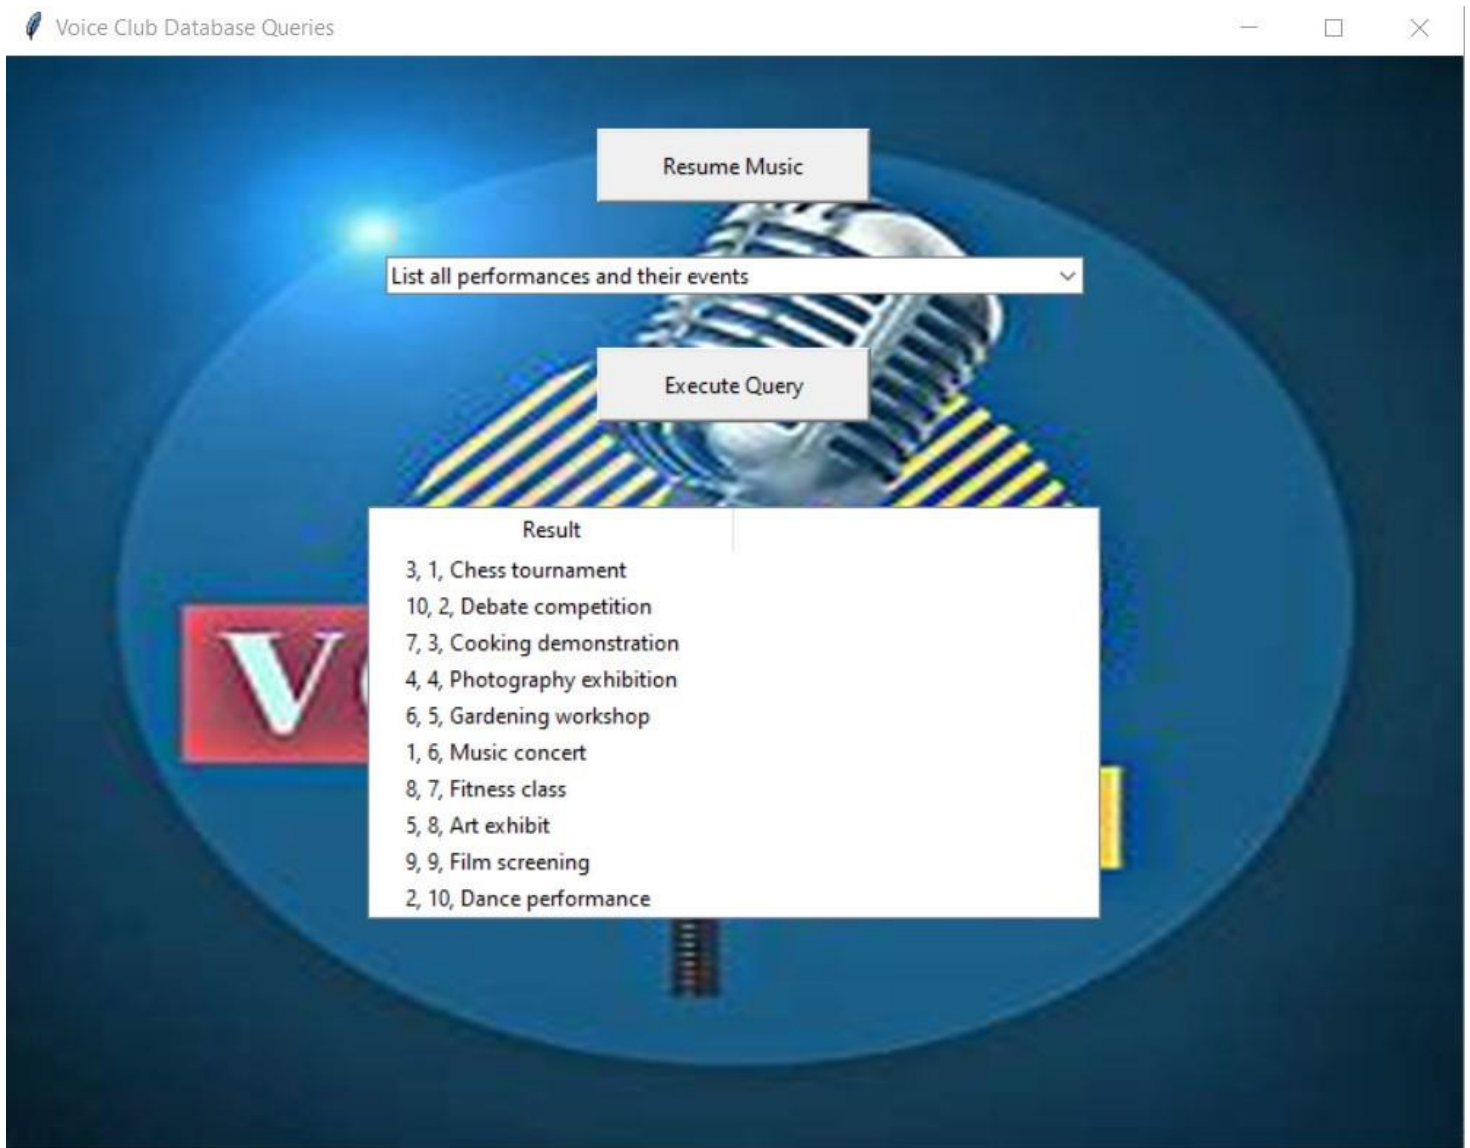 Voice Club Database Queries
Resume Music
List all performances and their events
Execute Query
Result
3, 1, Chess tournament
10, 2, Debate competition
7, 3, Cooking demonstration
4, 4, Photography exhibition
6, 5, Gardening workshop
1, 6, Music concert
8, 7, Fitness class
5, 8, Art exhibit
9, 9, Film screening
2, 10, Dance performance